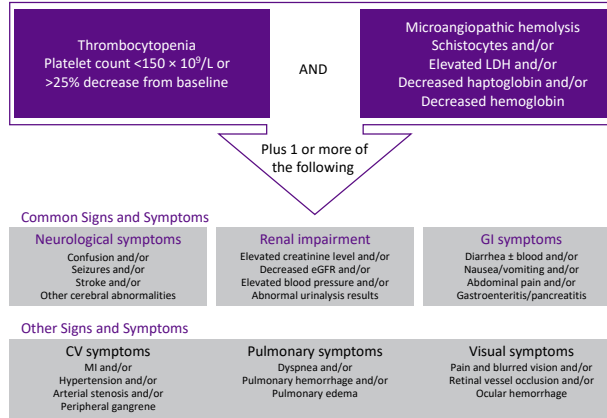 Thrombocytopenia
Platelet count <150 × 10⁹/L or
>25% decrease from baseline
AND
Microangiopathic hemolysis
Schistocytes and/or
Elevated LDH and/or
Decreased haptoglobin and/or
Decreased hemoglobin
Plus 1 or more of
the following
Common Signs and Symptoms
Neurological symptoms
Confusion and/or
Seizures and/or
Stroke and/or
Other cerebral abnormalities
Renal impairment
Elevated creatinine level and/or
Decreased eGFR and/or
Elevated blood pressure and/or
Abnormal urinalysis results
GI symptoms
Diarrhea ± blood and/or
Nausea/vomiting and/or
Abdominal pain and/or
Gastroenteritis/pancreatitis
Other Signs and Symptoms
CV symptoms
MI and/or
Hypertension and/or
Arterial stenosis and/or
Peripheral gangrene
Pulmonary symptoms
Dyspnea and/or
Pulmonary hemorrhage and/or
Pulmonary edema
Visual symptoms
Pain and blurred vision and/or
Retinal vessel occlusion and/or
Ocular hemorrhage